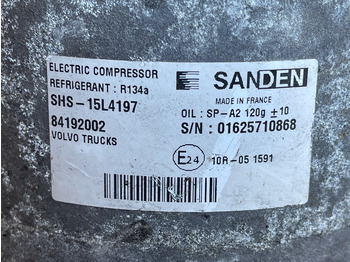 ELECTRIC COMPRESSOR
REFRIGERANT : R134a
SHS-15L4197
84192002
VOLVO TRUCKS
SANDEN
MADE IN FRANCE
OIL : SP-A2 120g ±10
S/N : 01625710868
E24
10R-05 1591